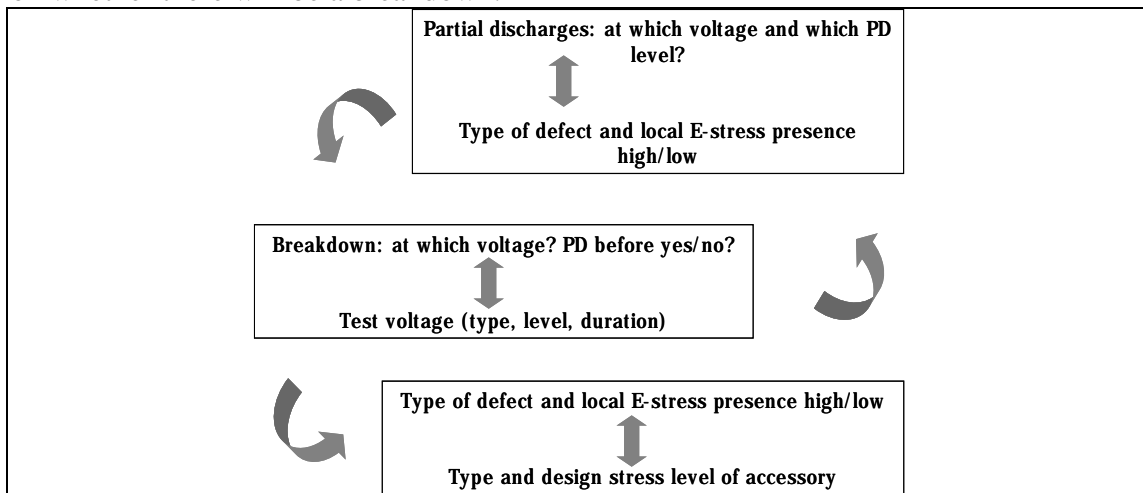 Partial discharges: at which voltage and which PD
level?
Type of defect and local E-stress presence
high/low
Breakdown: at which voltage? PD before yes/no?
Test voltage (type, level, duration)
Type of defect and local E-stress presence high/low
Type and design stress level of accessory